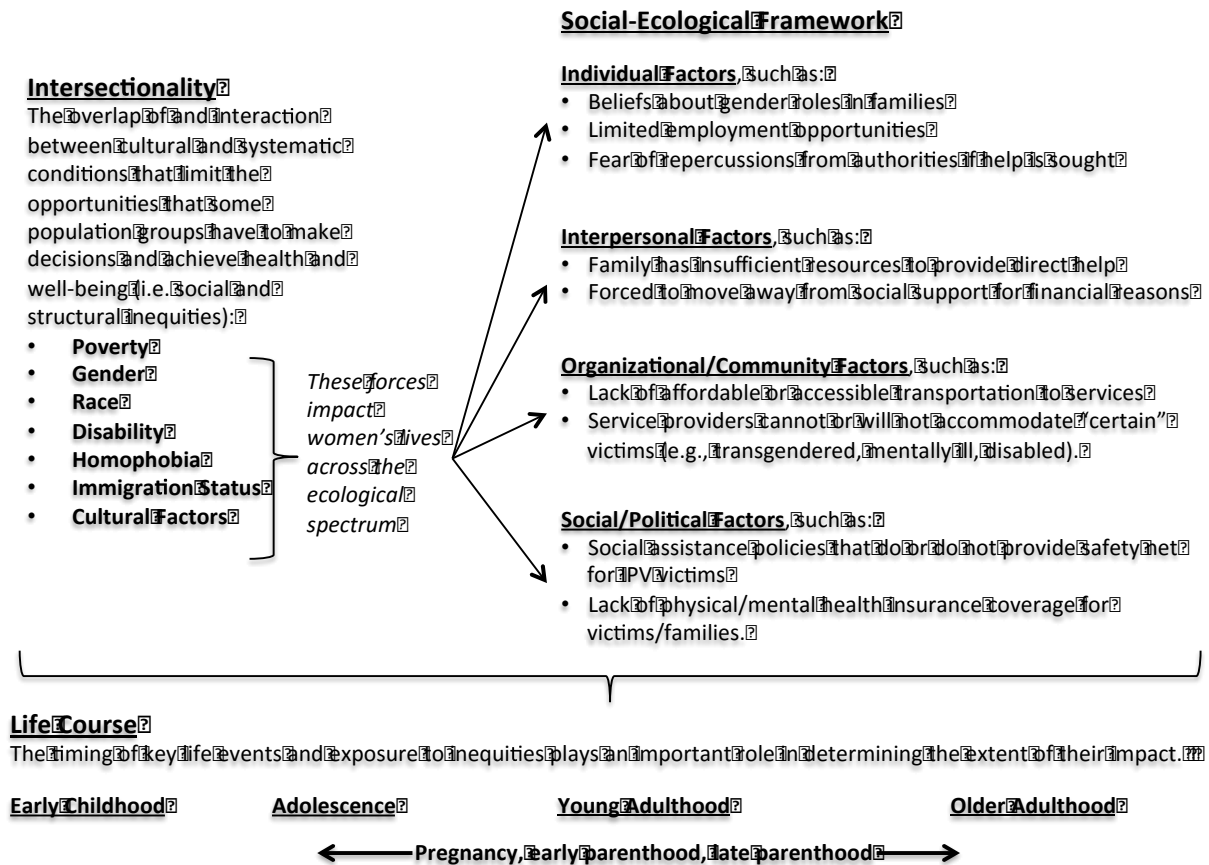 Social-Ecological Framework
Intersectionality
The overlap of and interaction
between cultural and systematic
conditions that limit the
opportunities that some
population groups have to make
decisions and achieve health and
well-being (i.e. social and
structural inequities):
• Poverty
• Gender
• Race
• Disability
• Homophobia
• Immigration Status
• Cultural Factors
These forces
impact
women's lives
across the
ecological
spectrum
Individual Factors, such as:
• Beliefs about gender roles in families
• Limited employment opportunities
• Fear of repercussions from authorities if help is sought
Interpersonal Factors, such as:
• Family has insufficient resources to provide direct help
• Forced to move away from social support for financial reasons
Organizational/Community Factors, such as:
• Lack of affordable or accessible transportation to services
• Service providers cannot or will not accommodate "certain"
victims (e.g., transgendered, mentally ill, disabled).
Social/Political Factors, such as:
• Social assistance policies that do or do not provide safety net
for IPV victims
• Lack of physical/mental health insurance coverage for
victims/families.
Life Course
The timing of key life events and exposure to inequities plays an important role in determining the extent of their impact.
Early Childhood
Adolescence
Young Adulthood
Older Adulthood
Pregnancy, early parenthood, late parenthood